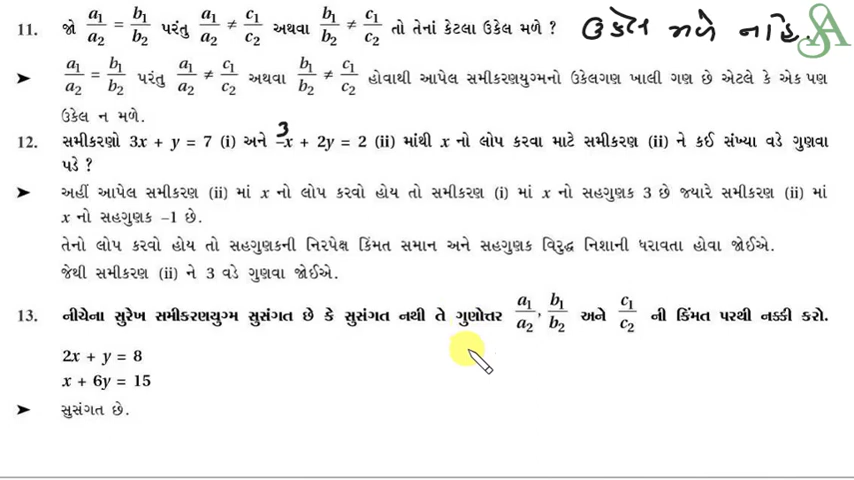 11. જો a₁/a₂ = b₁/b₂ પરંતુ a₁/a₂ ≠ c₁/c₂ અથવા b₁/b₂ ≠ c₁/c₂ તો તેનાં કેટલા ઉકેલ મળે ? ઉકેલ મળે નહિ. SA
➤ a₁/a₂ = b₁/b₂ પરંતુ a₁/a₂ ≠ c₁/c₂ અથવા b₁/b₂ ≠ c₁/c₂ હોવાથી આપેલ સમીકરણયુગ્મનો ઉકેલગણ ખાલી ગણ છે એટલે કે એક પણ
ઉકેલ ન મળે.
12. સમીકરણો 3x + y = 7 (i) અને 3 –x + 2y = 2 (ii) માંથી x નો લોપ કરવા માટે સમીકરણ (ii) ને કઈ સંખ્યા વડે ગુણવા
પડે ?
➤ અહીં આપેલ સમીકરણ (ii) માં x નો લોપ કરવો હોય તો સમીકરણ (i) માં x નો સહગુણક 3 છે જ્યારે સમીકરણ (ii) માં
x નો સહગુણક –1 છે.
તેનો લોપ કરવો હોય તો સહગુણકની નિરપેક્ષ કિંમત સમાન અને સહગુણક વિરુદ્ધ નિશાની ધરાવતા હોવા જોઈએ.
જેથી સમીકરણ (ii) ને 3 વડે ગુણવા જોઈએ.
13. નીચેના સુરેખ સમીકરણયુગ્મ સુસંગત છે કે સુસંગત નથી તે ગુણોત્તર a₁/a₂, b₁/b₂ અને c₁/c₂ ની કિંમત પરથી નક્કી કરો.
2x + y = 8
x + 6y = 15
➤ સુસંગત છે.